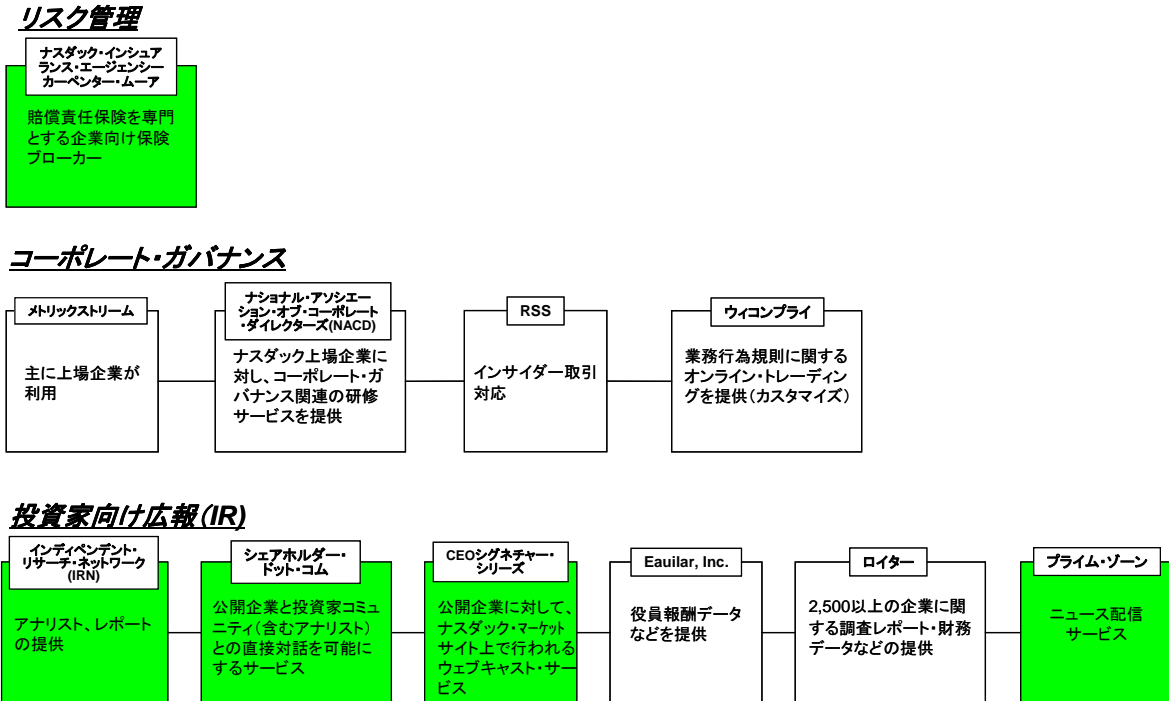 リスク管理
ナスダック・インシュア
ランス・エージェンシー
カーペンター・ムーア
賠償責任保険を専門
とする企業向け保険
ブローカー
コーポレート・ガバナンス
メトリックストリーム
主に上場企業が
利用
ナショナル・アソシエー
ション・オブ・コーポレート
・ダイレクターズ(NACD)
ナスダック上場企業に
対し、コーポレート・ガ
バナンス関連の研修
サービスを提供
RSS
インサイダー取引
対応
ウィコンプライ
業務行為規則に関する
オンライン・トレーディン
グを提供(カスタマイズ)
投資家向け広報(IR)
インディペンデント・
リサーチ・ネットワーク
(IRN)
アナリスト、レポート
の提供
シェアホルダー・
ドット・コム
公開企業と投資家コミュ
ニティ(含むアナリスト)
との直接対話を可能に
するサービス
CEOシグネチャー・
シリーズ
公開企業に対して、
ナスダック・マーケット
サイト上で行われる
ウェブキャスト・サー
ビス
Eauilar, Inc.
役員報酬データ
などを提供
ロイター
2,500以上の企業に関
する調査レポート・財務
データなどの提供
プライム・ゾーン
ニュース配信
サービス